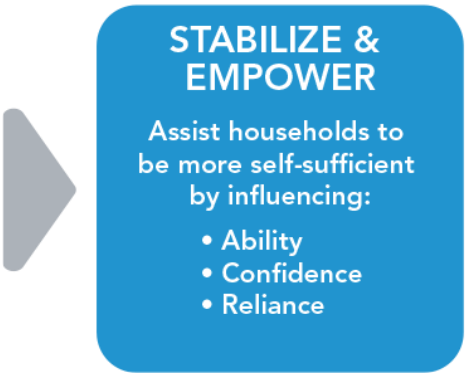 STABILIZE &
EMPOWER
Assist households to
be more self-sufficient
by influencing:
• Ability
• Confidence
• Reliance